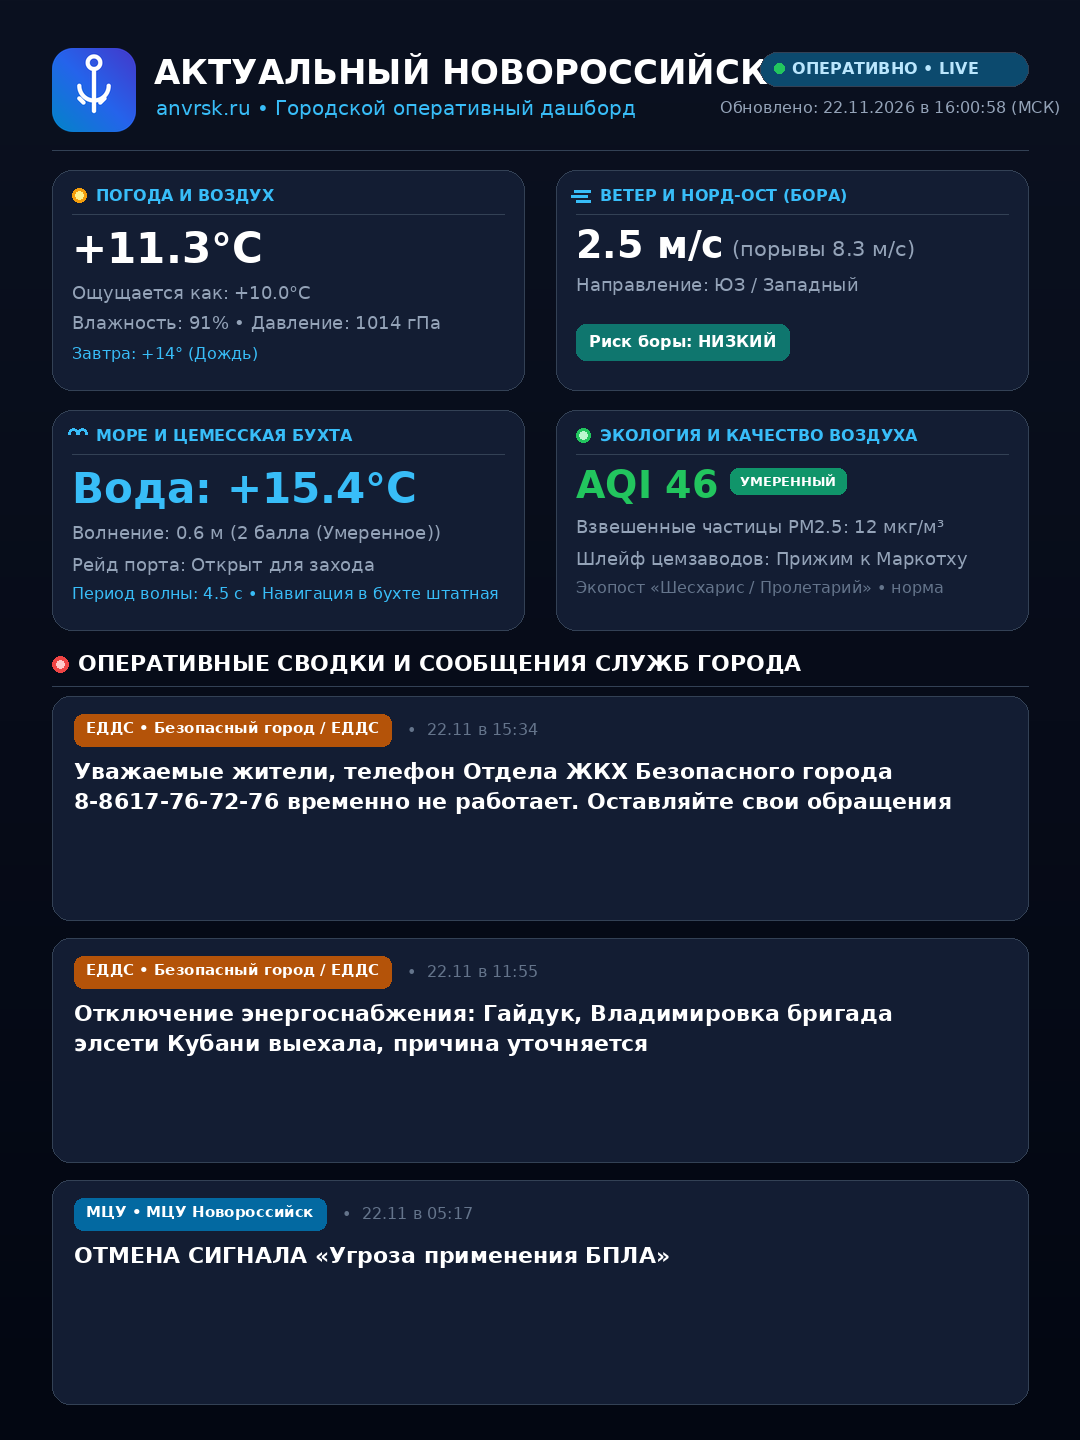 АКТУАЛЬНЫЙ НОВОРОССИЙСК
ОПЕРАТИВНО • LIVE
anvrsk.ru • Городской оперативный дашборд
Обновлено: 22.11.2026 в 16:00:58 (МСК)
ПОГОДА И ВОЗДУХ
+11.3°C
Ощущается как: +10.0°C
Влажность: 91% • Давление: 1014 гПа
Завтра: +14° (Дождь)
ВЕТЕР И НОРД-ОСТ (БОРА)
2.5 м/с (порывы 8.3 м/с)
Направление: ЮЗ / Западный
Риск боры: НИЗКИЙ
МОРЕ И ЦЕМЕССКАЯ БУХТА
Вода: +15.4°C
Волнение: 0.6 м (2 балла (Умеренное))
Рейд порта: Открыт для захода
Период волны: 4.5 с • Навигация в бухте штатная
ЭКОЛОГИЯ И КАЧЕСТВО ВОЗДУХА
AQI 46 УМЕРЕННЫЙ
Взвешенные частицы PM2.5: 12 мкг/м³
Шлейф цемзаводов: Прижим к Маркотху
Экопост «Шесхарис / Пролетарий» • норма
ОПЕРАТИВНЫЕ СВОДКИ И СООБЩЕНИЯ СЛУЖБ ГОРОДА
ЕДДС • Безопасный город / ЕДДС • 22.11 в 15:34
Уважаемые жители, телефон Отдела ЖКХ Безопасного города
8-8617-76-72-76 временно не работает. Оставляйте свои обращения
ЕДДС • Безопасный город / ЕДДС • 22.11 в 11:55
Отключение энергоснабжения: Гайдук, Владимировка бригада
элсети Кубани выехала, причина уточняется
МЦУ • МЦУ Новороссийск • 22.11 в 05:17
ОТМЕНА СИГНАЛА «Угроза применения БПЛА»